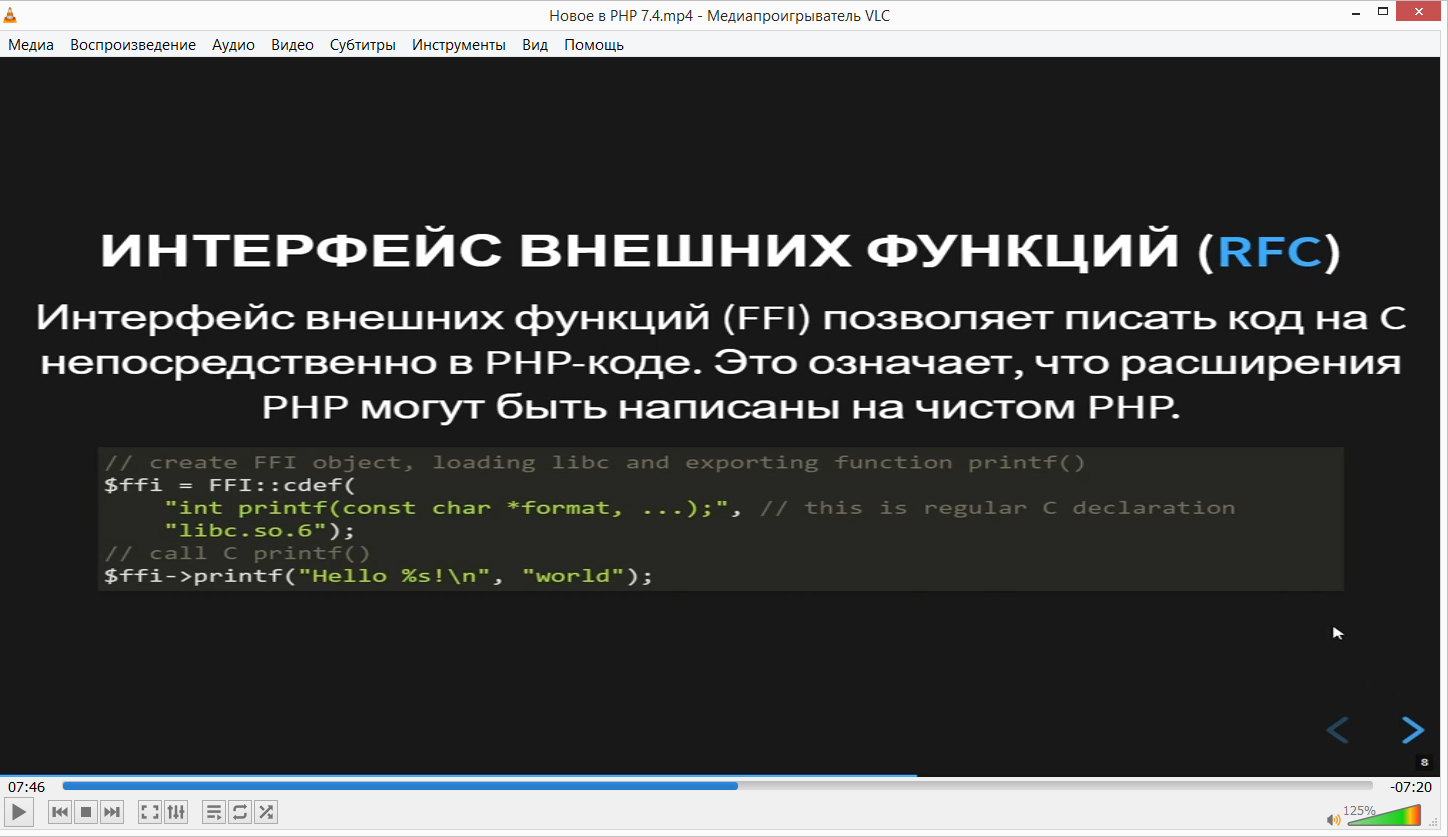 Новое в PHP 7.4.mp4 - Медиапроигрыватель VLC
Медиа Воспроизведение Аудио Видео Субтитры Инструменты Вид Помощь
ИНТЕРФЕЙС ВНЕШНИХ ФУНКЦИЙ (RFC)
Интерфейс внешних функций (FFI) позволяет писать код на C
непосредственно в PHP-коде. Это означает, что расширения
PHP могут быть написаны на чистом PHP.
// create FFI object, loading libc and exporting function printf()
$ffi = FFI::cdef(
"int printf(const char *format, ...);", // this is regular C declaration
"libc.so.6");
// call C printf()
$ffi->printf("Hello %s!\n", "world");
8
07:46 -07:20
125%